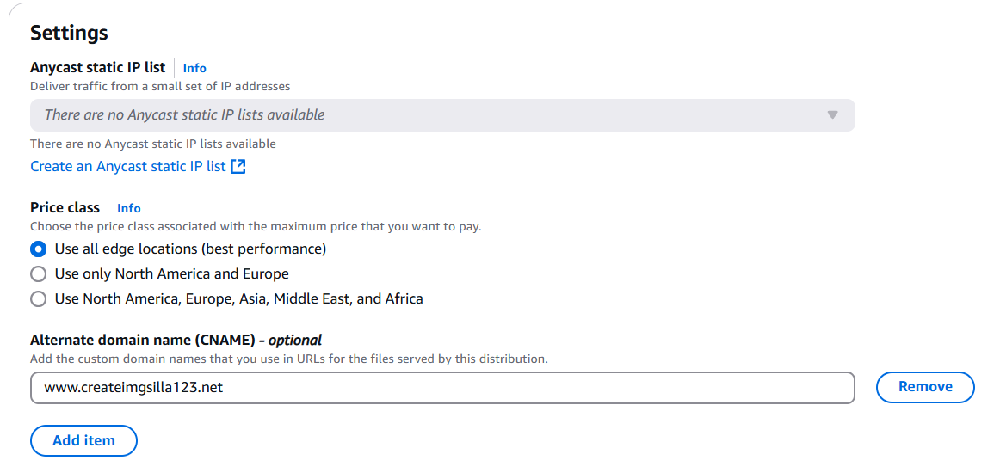 Settings
Anycast static IP list Info
Deliver traffic from a small set of IP addresses
There are no Anycast static IP lists available
There are no Anycast static IP lists available
Create an Anycast static IP list
Price class Info
Choose the price class associated with the maximum price that you want to pay.
Use all edge locations (best performance)
Use only North America and Europe
Use North America, Europe, Asia, Middle East, and Africa
Alternate domain name (CNAME) - optional
Add the custom domain names that you use in URLs for the files served by this distribution.
www.createimgsilla123.net Remove
Add item